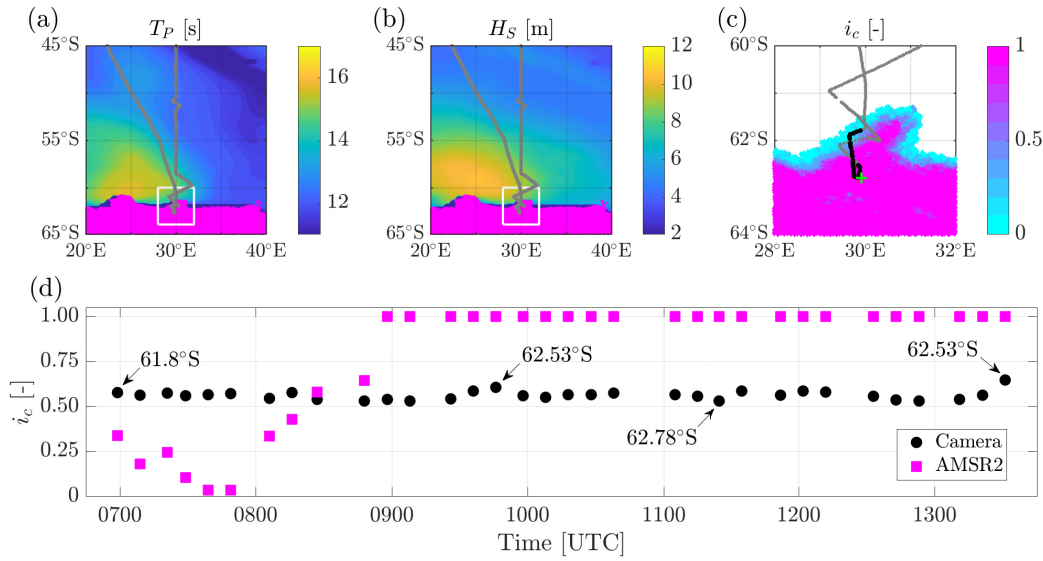 (a)
T_P [s]
45°S
55°S
65°S
20°E
30°E
40°E
16
14
12
(b)
H_S [m]
45°S
55°S
65°S
20°E
30°E
40°E
12
10
8
6
4
2
(c)
i_c [-]
60°S
62°S
64°S
28°E
30°E
32°E
1
0.5
0
(d)
1.00
0.75
0.50
0.25
0
i_c [-]
61.8°S
62.53°S
62.78°S
62.53°S
Camera
AMSR2
0700
0800
0900
1000
1100
1200
1300
Time [UTC]